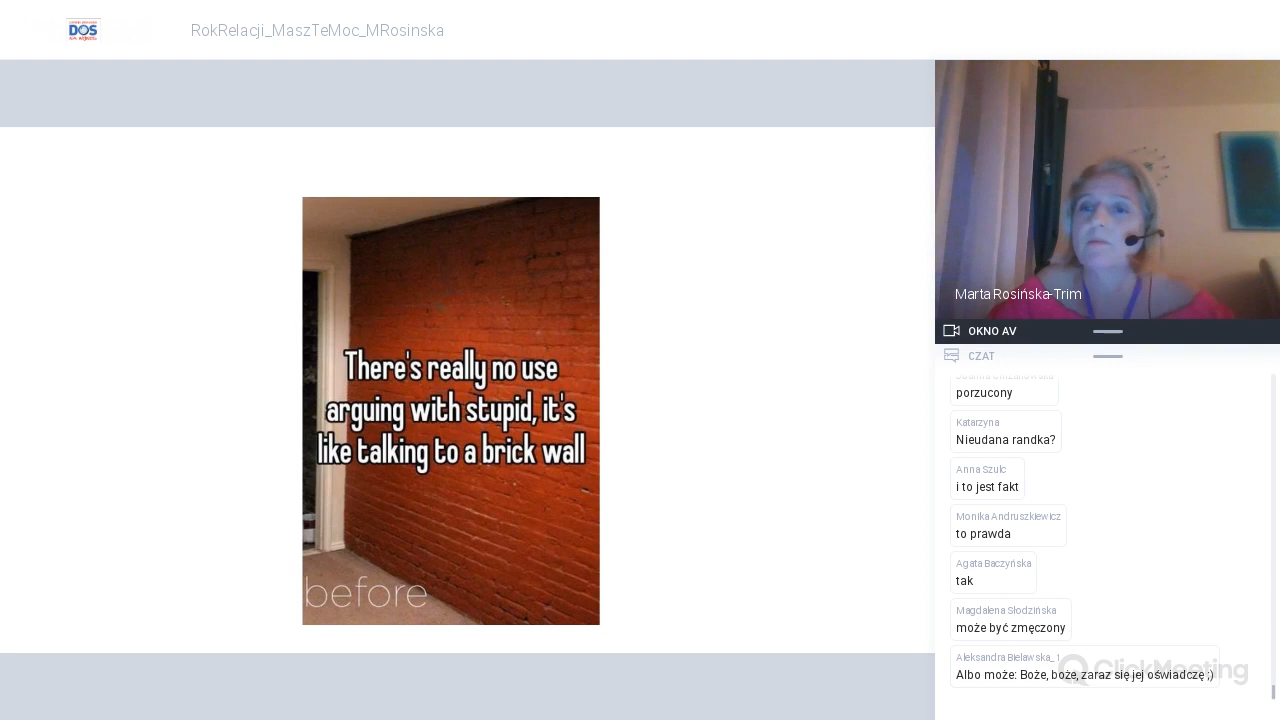 DOS
RokRelacji_MaszTeMoc_MRosinska
There's really no use
arguing with stupid, it's
like talking to a brick wall
before
Marta Rosińska-Trim
OKNO AV
CZAT
porzucony
Katarzyna
Nieudana randka?
Anna Szulc
i to jest fakt
Monika Andruszkiewicz
to prawda
Agata Baczyńska
tak
Magdalena Słodzińska
może być zmęczony
Aleksandra Bielawska_1
Albo może: Boże, boże, zaraz się jej oświadczę ;)
ClickMeeting